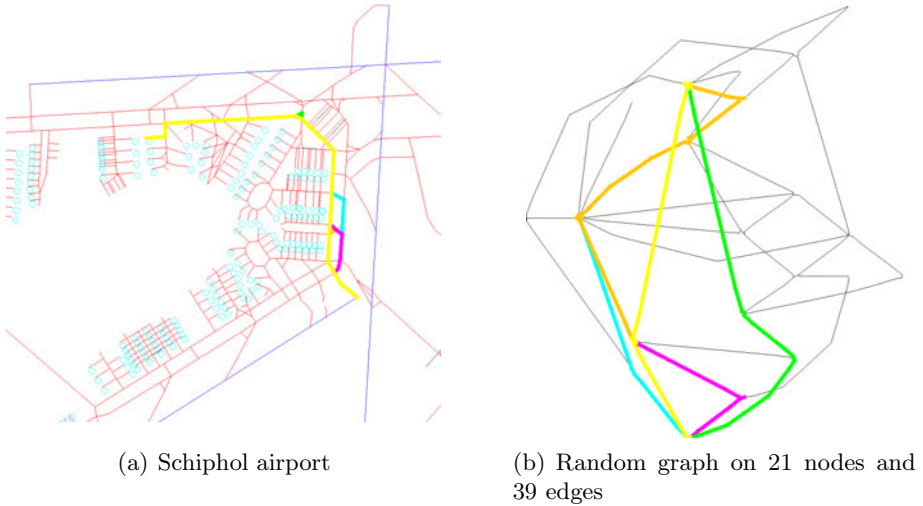 (a) Schiphol airport
(b) Random graph on 21 nodes and
39 edges